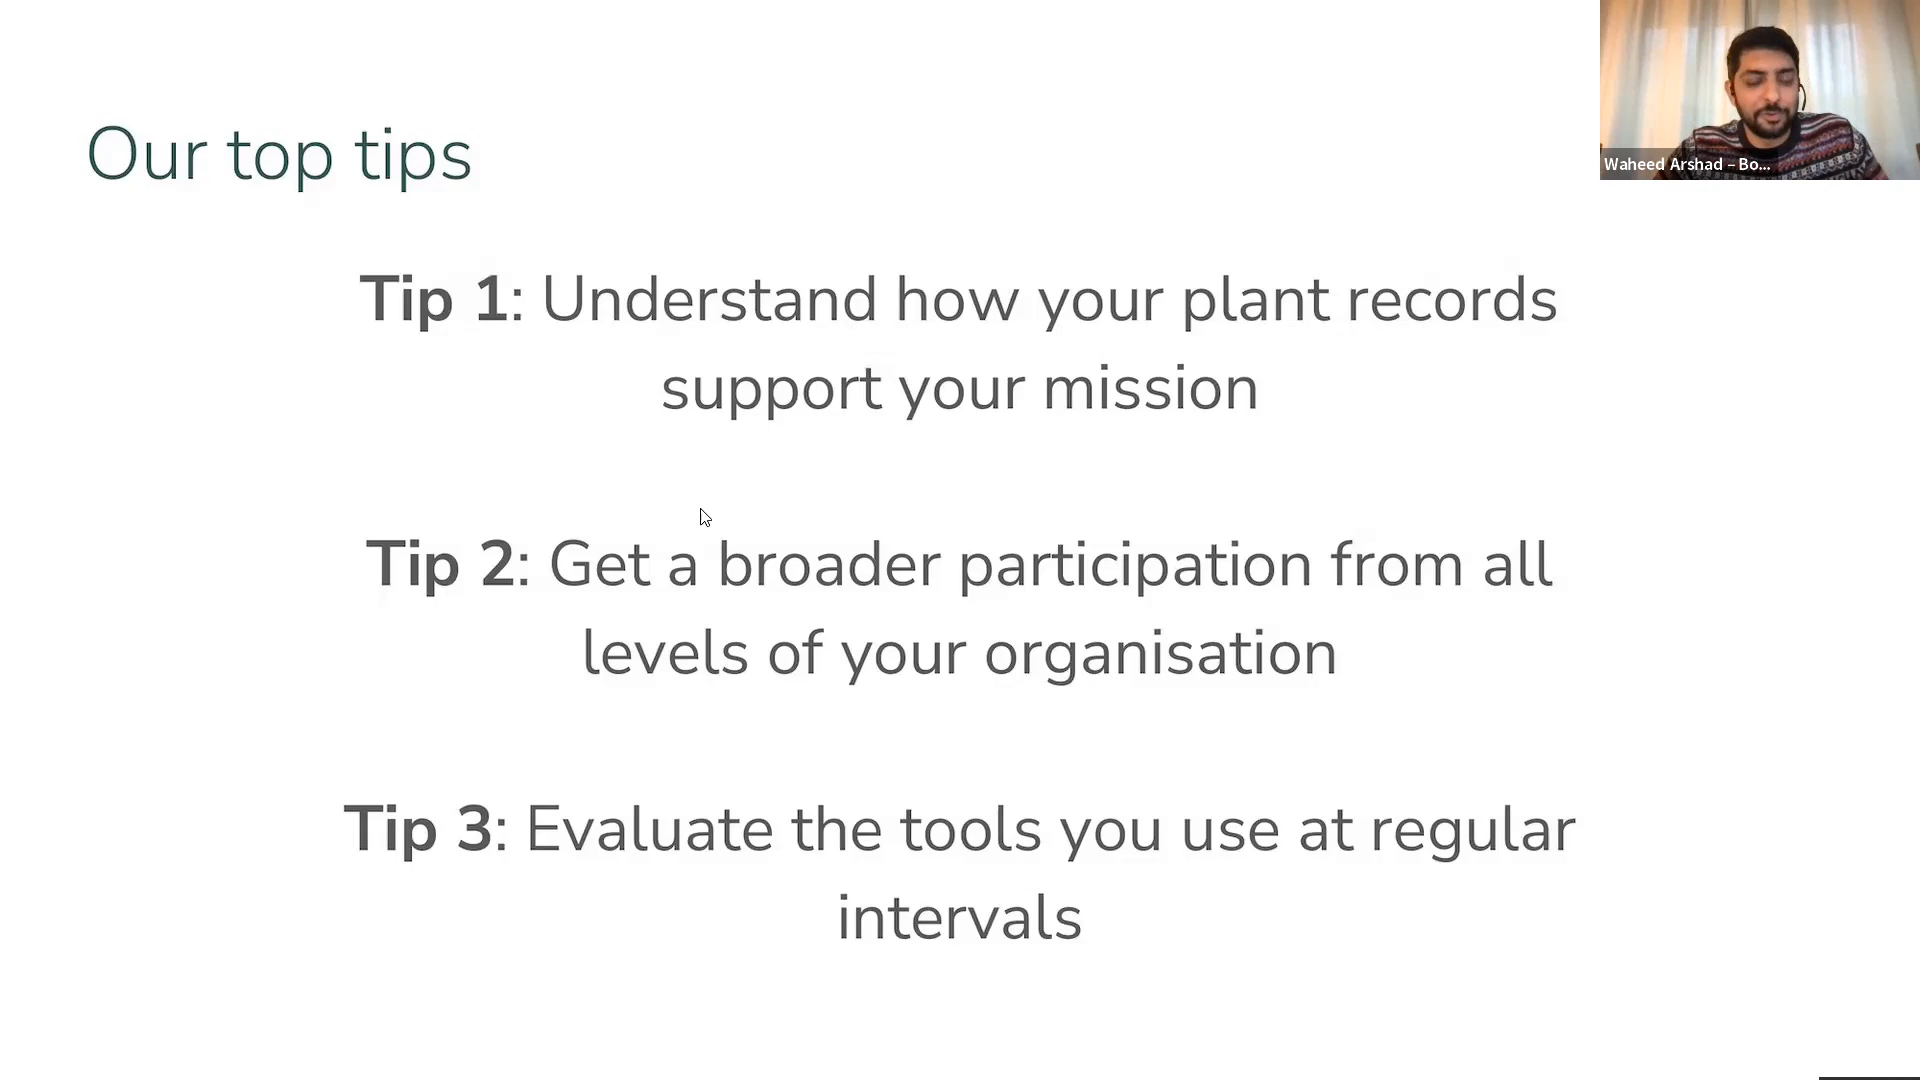 Our top tips
Waheed Arshad – Bo...
Tip 1: Understand how your plant records
support your mission
Tip 2: Get a broader participation from all
levels of your organisation
Tip 3: Evaluate the tools you use at regular
intervals